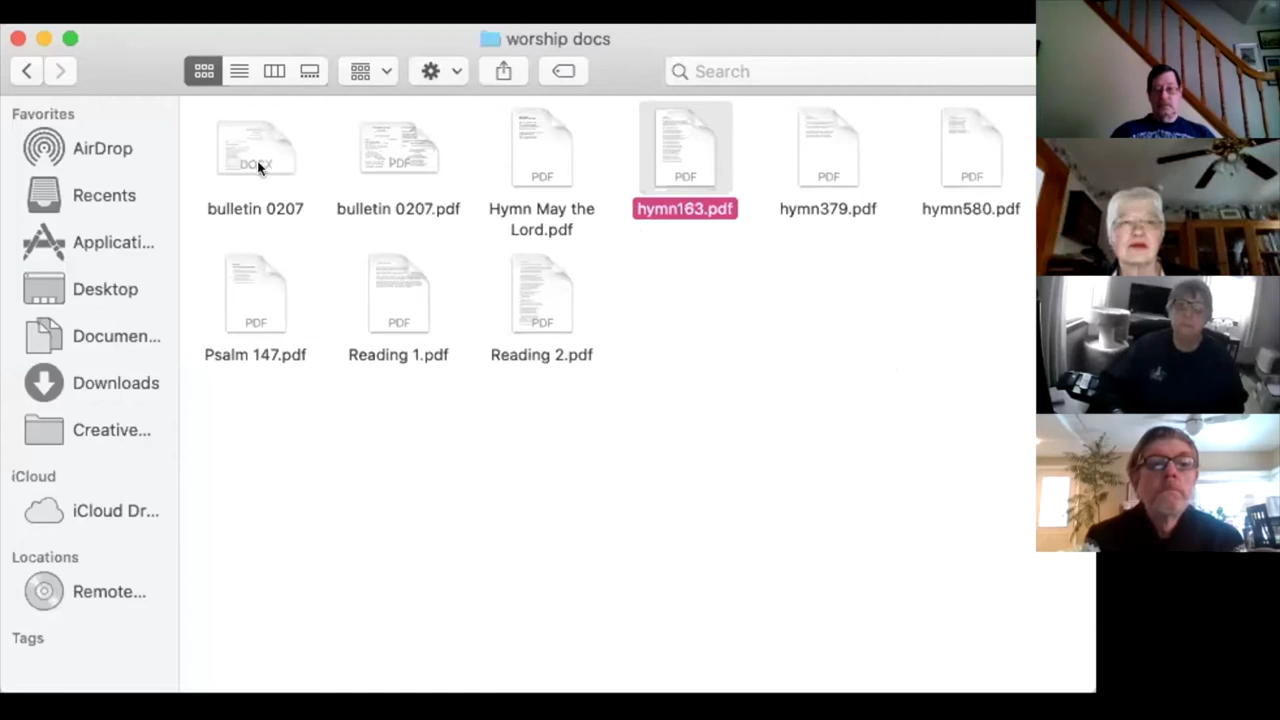 worship docs
Search
Favorites
AirDrop
Recents
Applicati...
Desktop
Documen...
Downloads
Creative...
iCloud
iCloud Dr...
Locations
Remote...
Tags
DOCX
PDF
PDF
PDF
PDF
PDF
bulletin 0207
bulletin 0207.pdf
Hymn May the
Lord.pdf
hymn163.pdf
hymn379.pdf
hymn580.pdf
PDF
PDF
PDF
Psalm 147.pdf
Reading 1.pdf
Reading 2.pdf